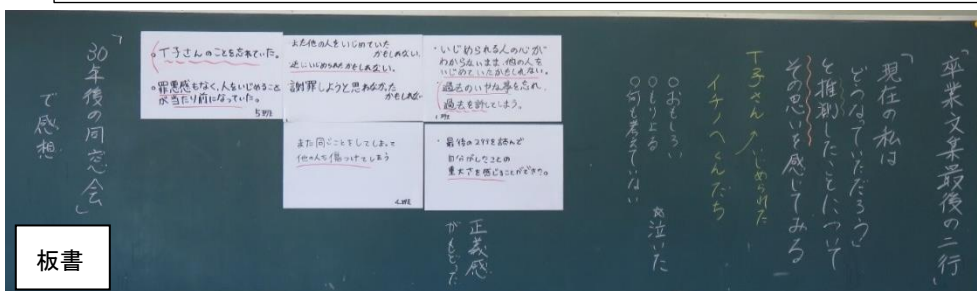 「卒業文集最後の二行」
「現在の私は
どうなっていただろう」
と推測したことについて
その思いを感じてみる
T子さん
いじめられた
イチノヘくんたち
○おもしろい
○何も考えていない
☆泣いた
正義感
・いじめられる人の心が
わからないまま、他の人を
いじめていたかもしれない。
過去のいやな事を忘れ、
過去を許してしまう。
・最後の2行を読んで
自分がしたことの
重大さを感じることができた。
また他の人をいじめていた
かもしれない。
逆にいじめられたかもしれない。
謝罪しようと思わなかった
かもしれない
また同じことをしてしまって
他の人も傷つけてしまう
○T子さんのことを忘れていた。
○罪悪感もなく、人をいじめること
が当たり前になっていた。
5班
「30年後の同窓会」
で感想
板書